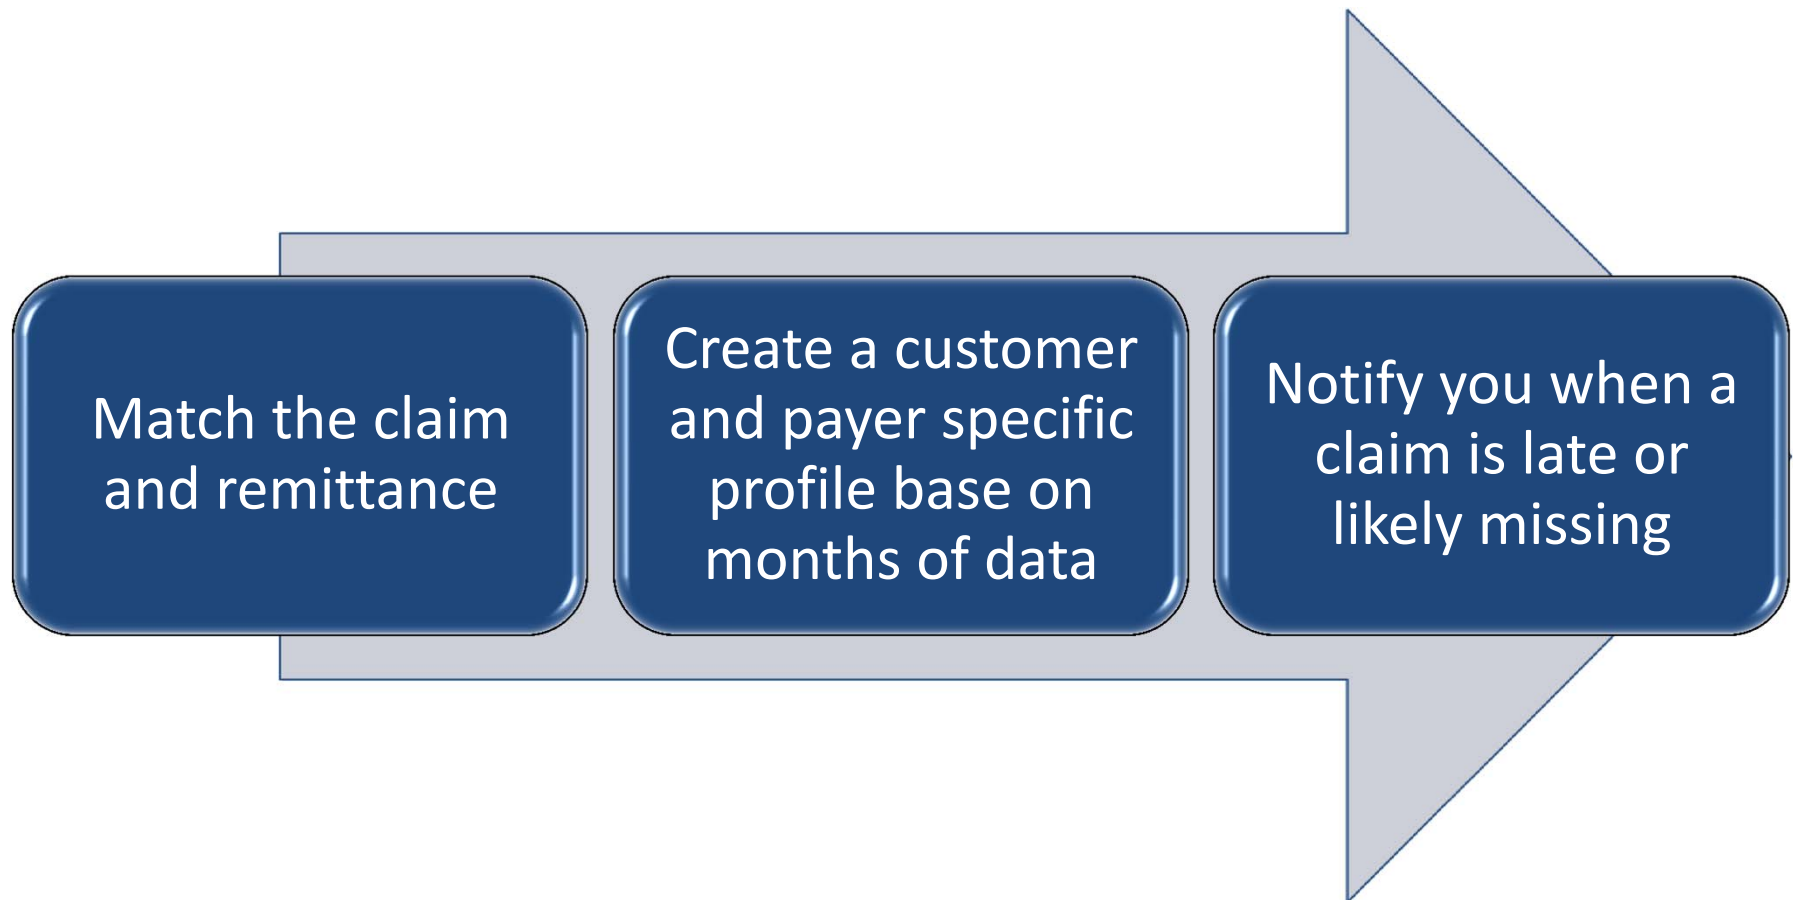 Match the claim
and remittance
Create a customer
and payer specific
profile base on
months of data
Notify you when a
claim is late or
likely missing